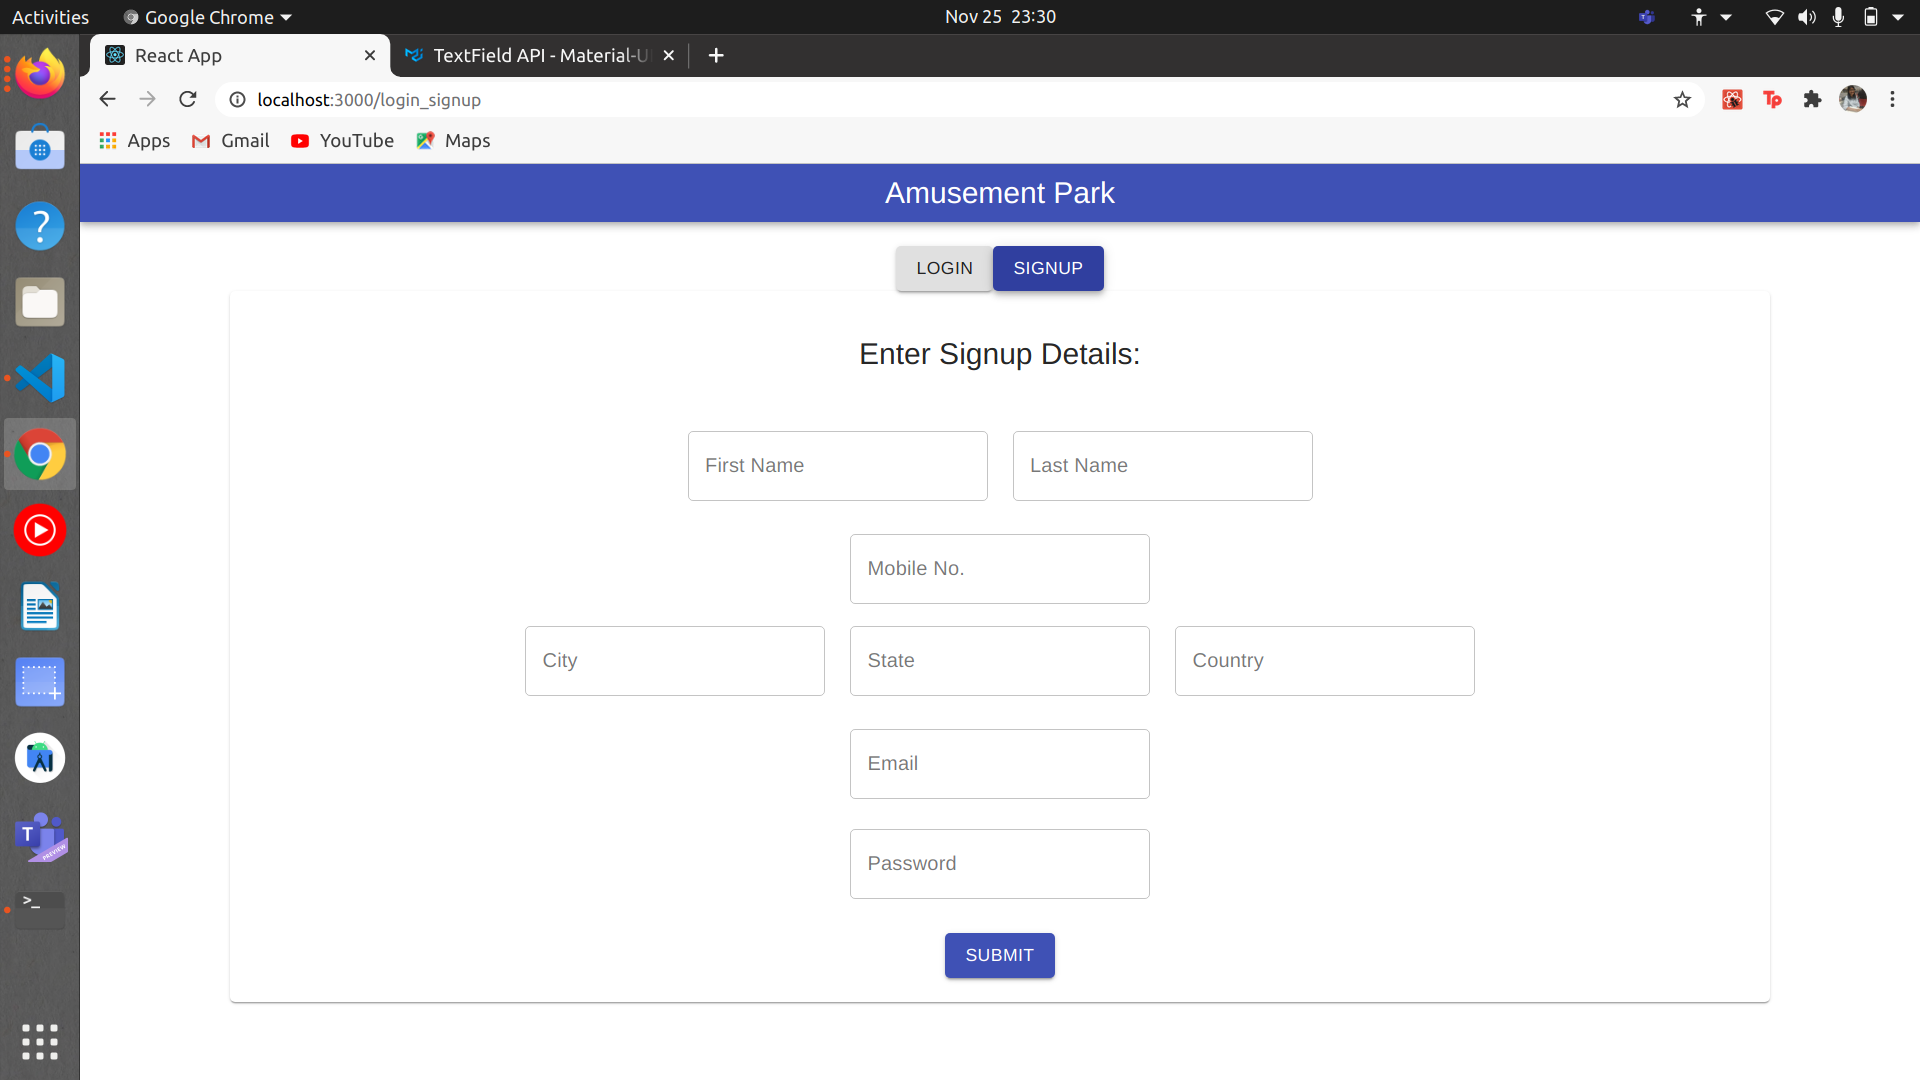 Activities Google Chrome Nov 25 23:30
React App TextField API - Material-U
localhost:3000/login_signup Tp
Apps Gmail YouTube Maps
Amusement Park
LOGIN SIGNUP
Enter Signup Details:
First Name Last Name
Mobile No.
City State Country
Email
Password
SUBMIT
?
T
PREVIEW
>_